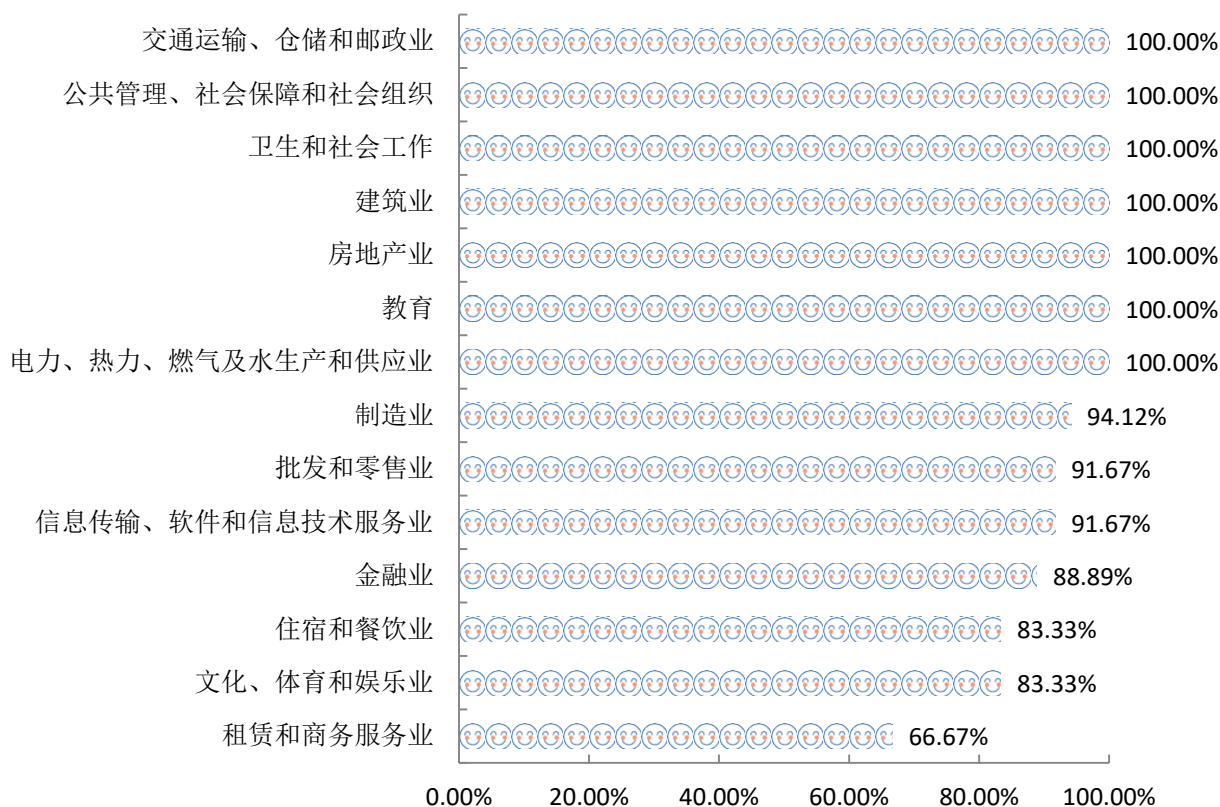 交通运输、仓储和邮政业 100.00%
公共管理、社会保障和社会组织 100.00%
卫生和社会工作 100.00%
建筑业 100.00%
房地产业 100.00%
教育 100.00%
电力、热力、燃气及水生产和供应业 100.00%
制造业 94.12%
批发和零售业 91.67%
信息传输、软件和信息技术服务业 91.67%
金融业 88.89%
住宿和餐饮业 83.33%
文化、体育和娱乐业 83.33%
租赁和商务服务业 66.67%
0.00% 20.00% 40.00% 60.00% 80.00% 100.00%